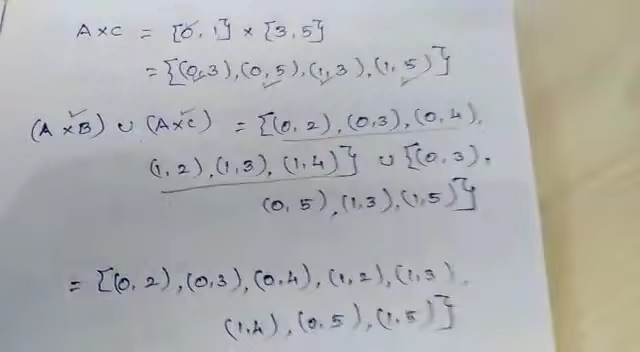 A×C = {0, 1} × {3, 5}
= {(0, 3), (0, 5), (1, 3), (1, 5)}
(A×B) ∪ (A×C) = {(0, 2), (0, 3), (0, 4),
(1, 2), (1, 3), (1, 4)} ∪ {(0, 3),
(0, 5), (1, 3), (1, 5)}
= {(0, 2), (0, 3), (0, 4), (1, 2), (1, 3),
(1, 4), (0, 5), (1, 5)}